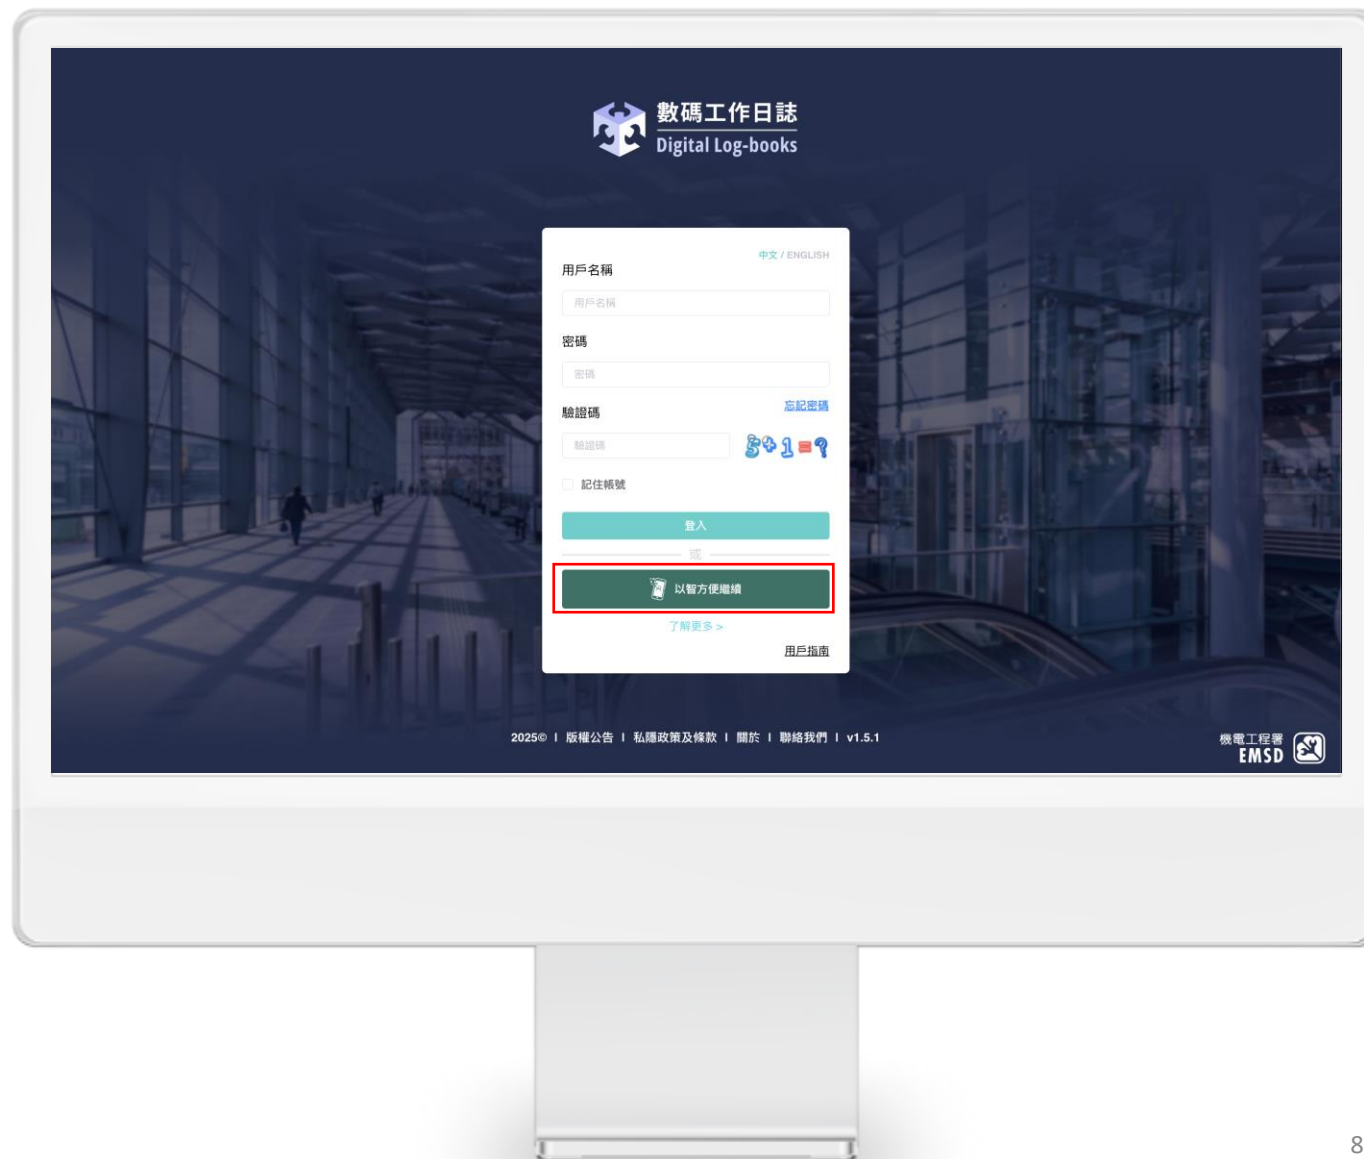 數碼工作日誌
Digital Log-books
中文 / ENGLISH
用戶名稱
用戶名稱
密碼
密碼
忘記密碼
驗證碼
驗證碼
5+1=?
記住帳號
登入
或
以智方便繼續
了解更多 >
用戶指南
2025© | 版權公告 | 私隱政策及條款 | 關於 | 聯絡我們 | v1.5.1
機電工程署
EMSD
8